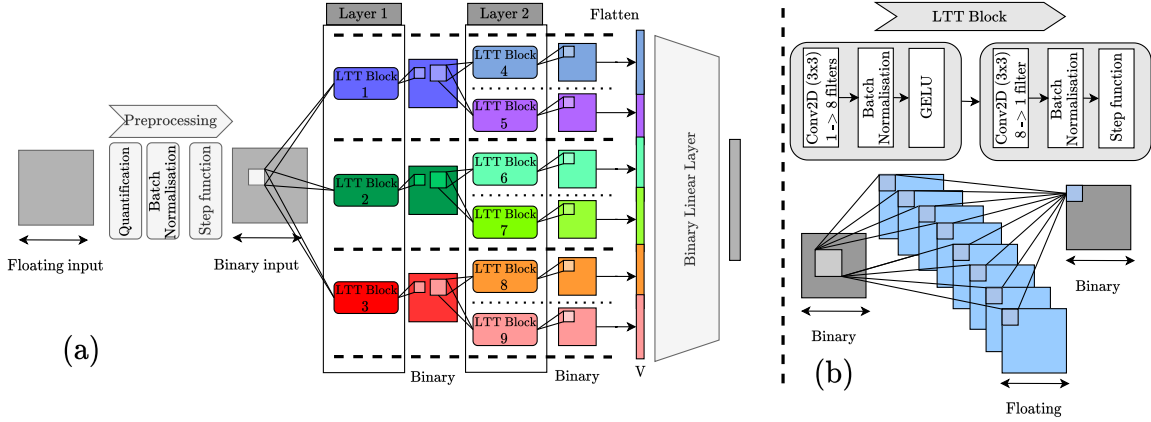 Layer 1
Layer 2
Flatten
Preprocessing
Quantification
Batch
Normalisation
Step function
Floating input
Binary input
LTT Block
1
LTT Block
2
LTT Block
3
LTT Block
4
LTT Block
5
LTT Block
6
LTT Block
7
LTT Block
8
LTT Block
9
Binary
Binary
V
Binary Linear Layer
(a)
LTT Block
Conv2D (3x3)
1 -> 8 filters
Batch
Normalisation
GELU
Conv2D (3x3)
8 -> 1 filter
Batch
Normalisation
Step function
Binary
Binary
Floating
(b)